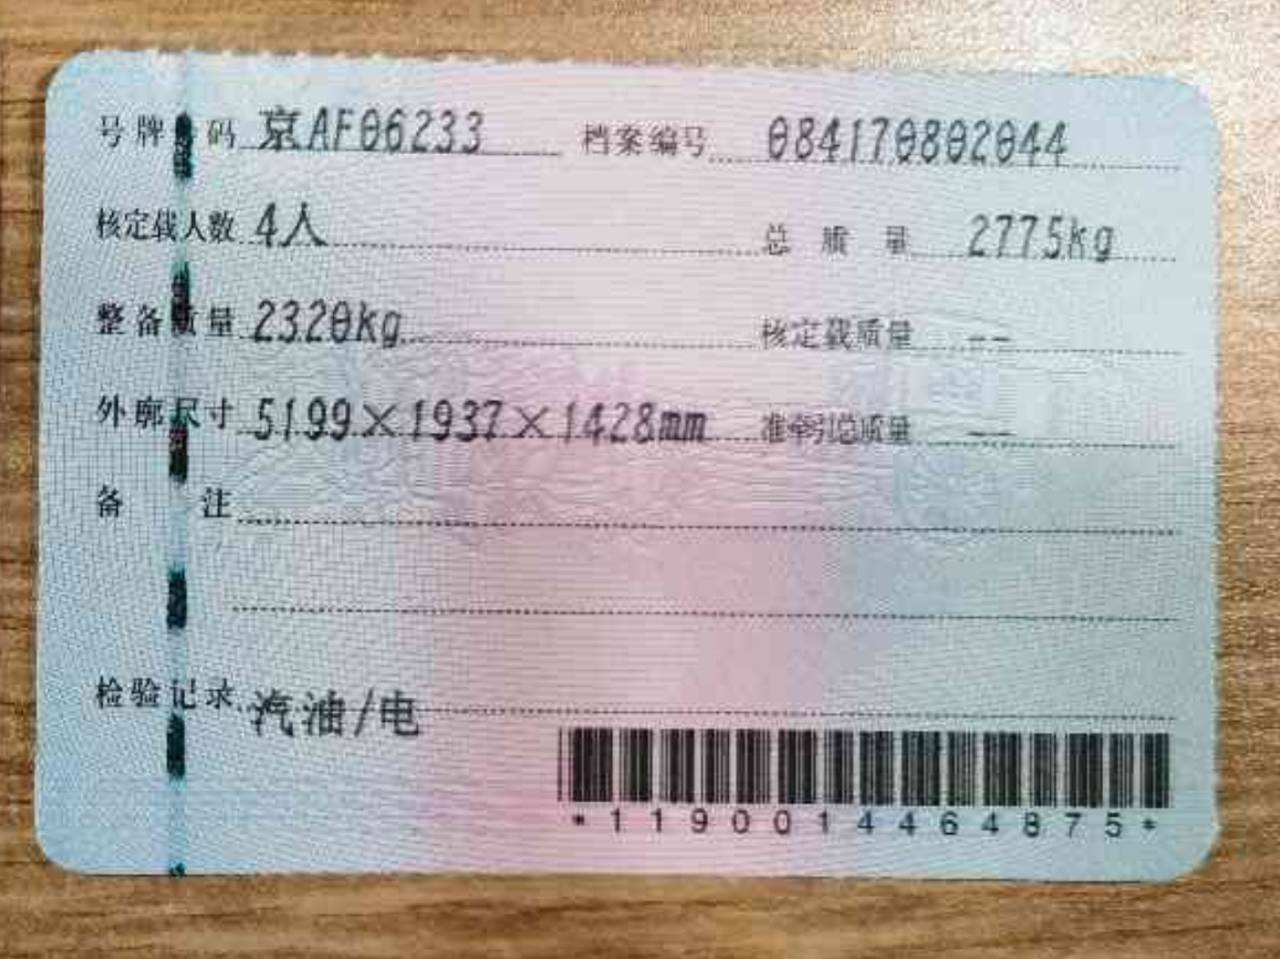 号牌号码 京AF06233 档案编号 084170802044
核定载人数 4人 总质量 2775kg
整备质量 2320kg 核定载质量 --
外廓尺寸 5199×1937×1428mm 准牵引总质量 --
备注
检验记录 汽油/电
*1190014464875*